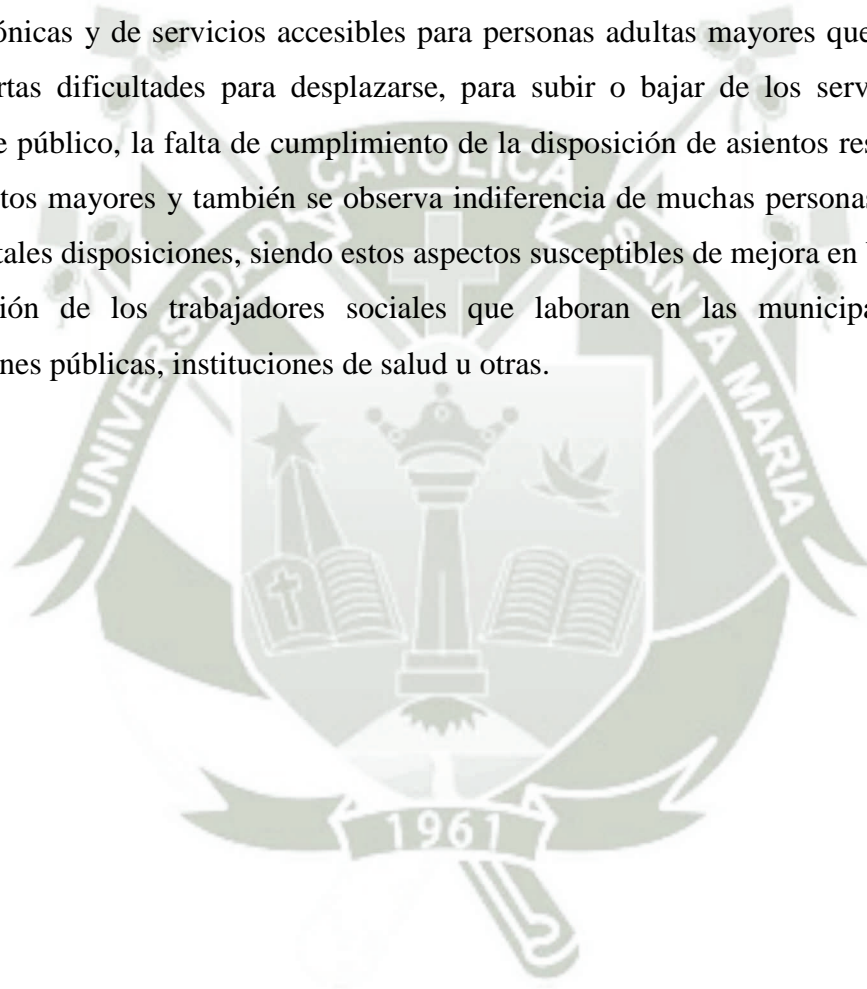 ónicas y de servicios accesibles para personas adultas mayores que
rtas dificultades para desplazarse, para subir o bajar de los serv
e público, la falta de cumplimiento de la disposición de asientos res
tos mayores y también se observa indiferencia de muchas personas
tales disposiciones, siendo estos aspectos susceptibles de mejora en
ión de los trabajadores sociales que laboran en las municipa
nes públicas, instituciones de salud u otras.
UNIVERSIDAD CATOLICA SANTA MARIA
1961